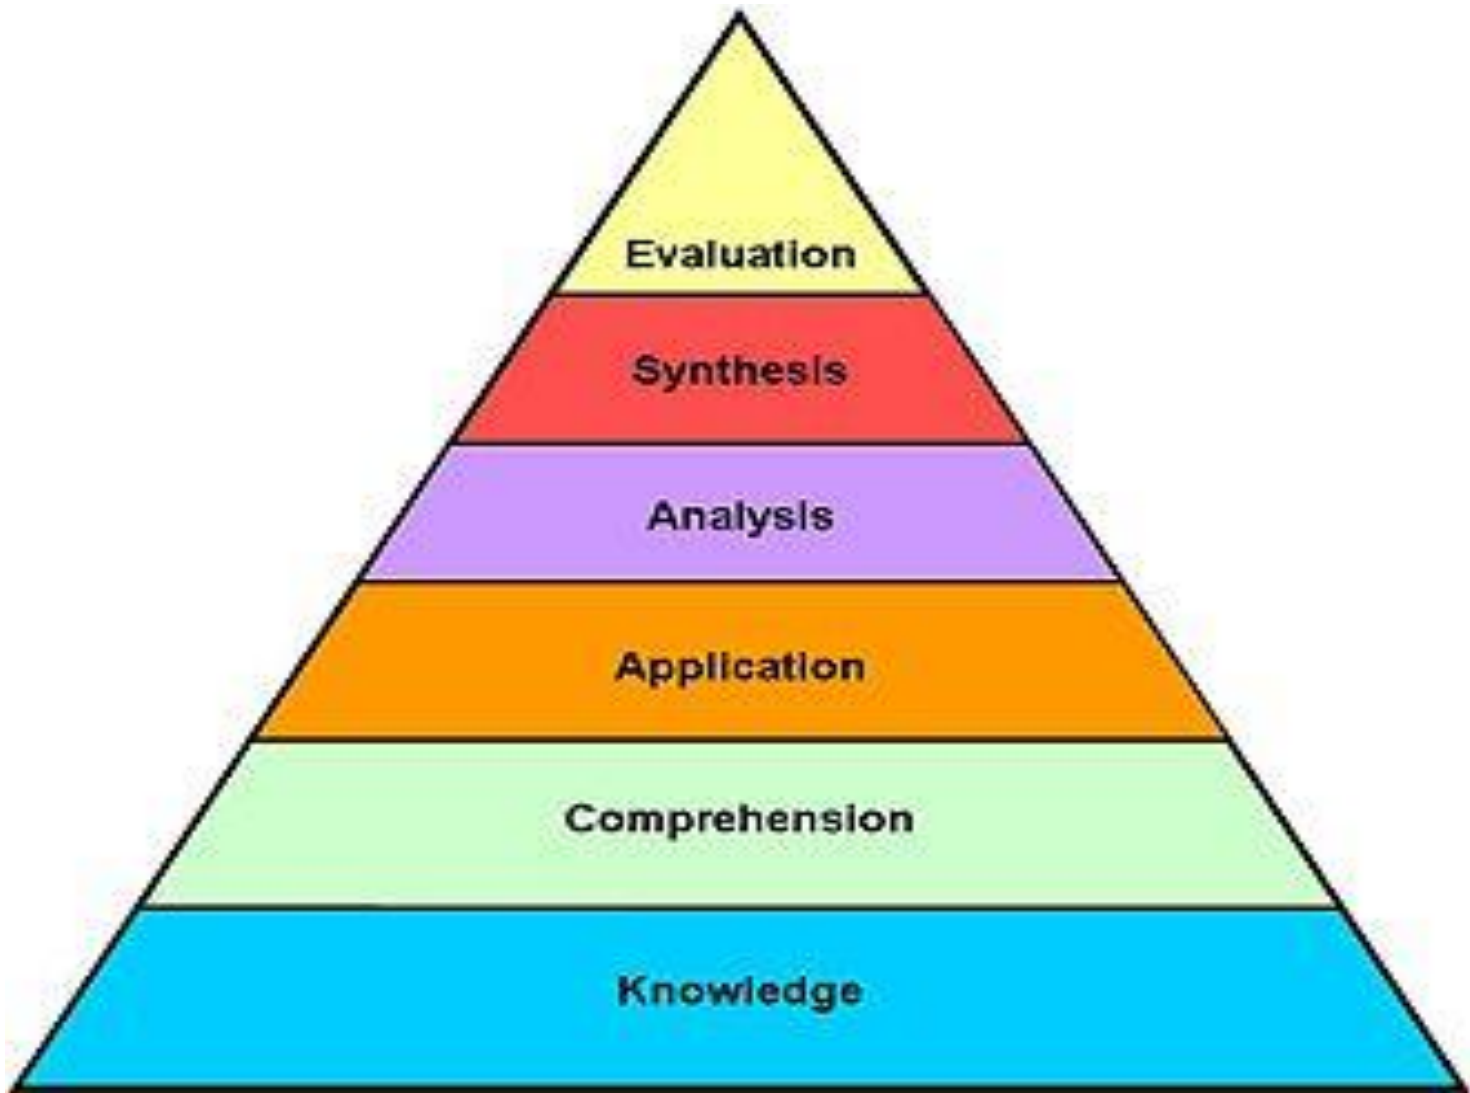 Evaluation
Synthesis
Analysis
Application
Comprehension
Knowledge